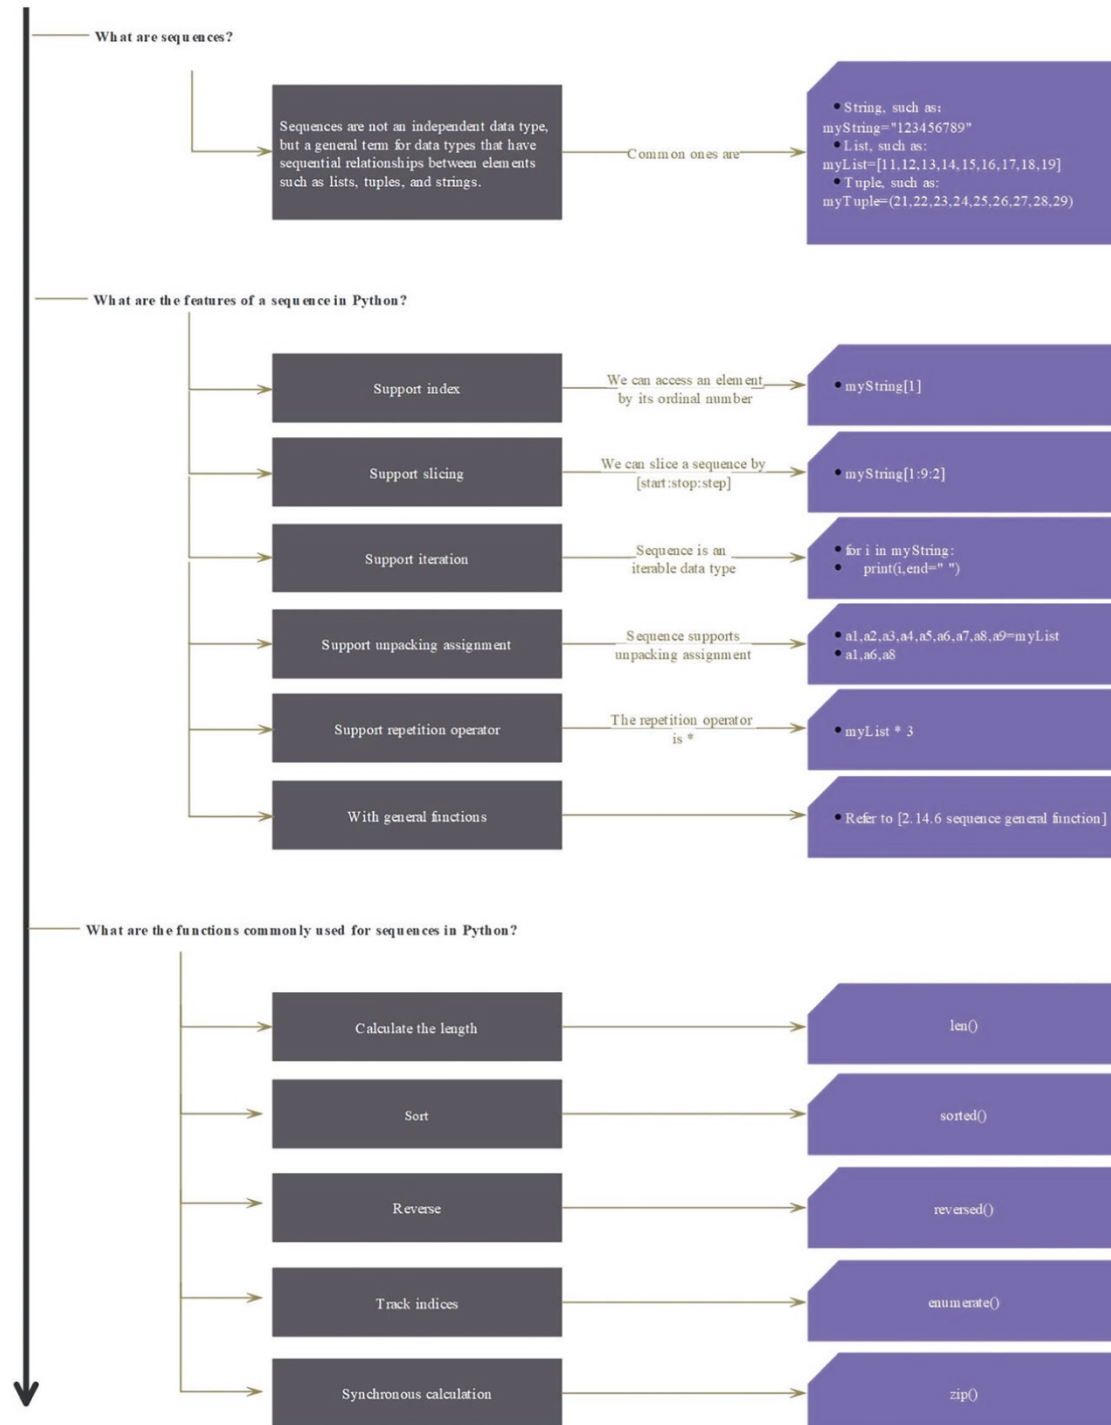 What are sequences?
Sequences are not an independent data type,
but a general term for data types that have
sequential relationships between elements
such as lists, tuples, and strings.
Common ones are
• String, such as:
myString="123456789"
• List, such as:
myList=[11,12,13,14,15,16,17,18,19]
• Tuple, such as:
myTuple=(21,22,23,24,25,26,27,28,29)
What are the features of a sequence in Python?
Support index
We can access an element
by its ordinal number
• myString[1]
Support slicing
We can slice a sequence by
[start:stop:step]
• myString[1:9:2]
Support iteration
Sequence is an
iterable data type
• for i in myString:
• print(i,end=" ")
Support unpacking assignment
Sequence supports
unpacking assignment
• a1,a2,a3,a4,a5,a6,a7,a8,a9=myList
• a1,a6,a8
Support repetition operator
The repetition operator
is *
• myList * 3
With general functions
• Refer to [2.14.6 sequence general function]
What are the functions commonly used for sequences in Python?
Calculate the length
len()
Sort
sorted()
Reverse
reversed()
Track indices
enumerate()
Synchronous calculation
zip()